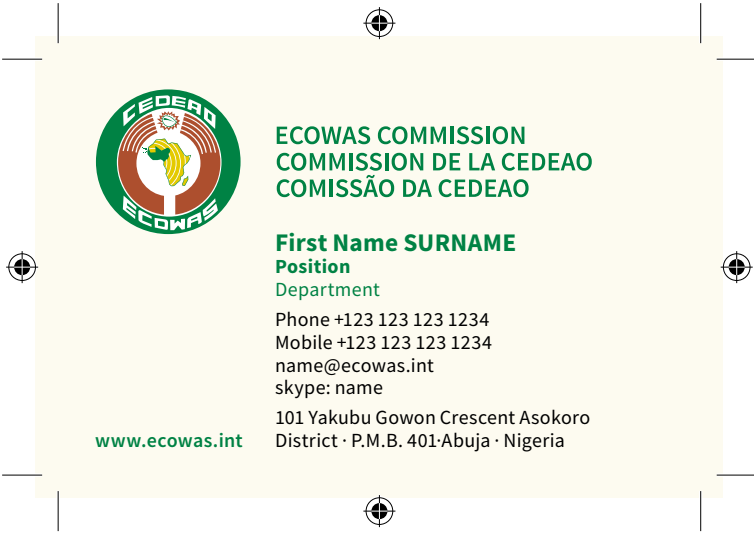 CEDEAO
ECOWAS
ECOWAS COMMISSION
COMMISSION DE LA CEDEAO
COMISSÃO DA CEDEAO
First Name SURNAME
Position
Department
Phone +123 123 123 1234
Mobile +123 123 123 1234
name@ecowas.int
skype: name
101 Yakubu Gowon Crescent Asokoro
District · P.M.B. 401·Abuja · Nigeria
www.ecowas.int